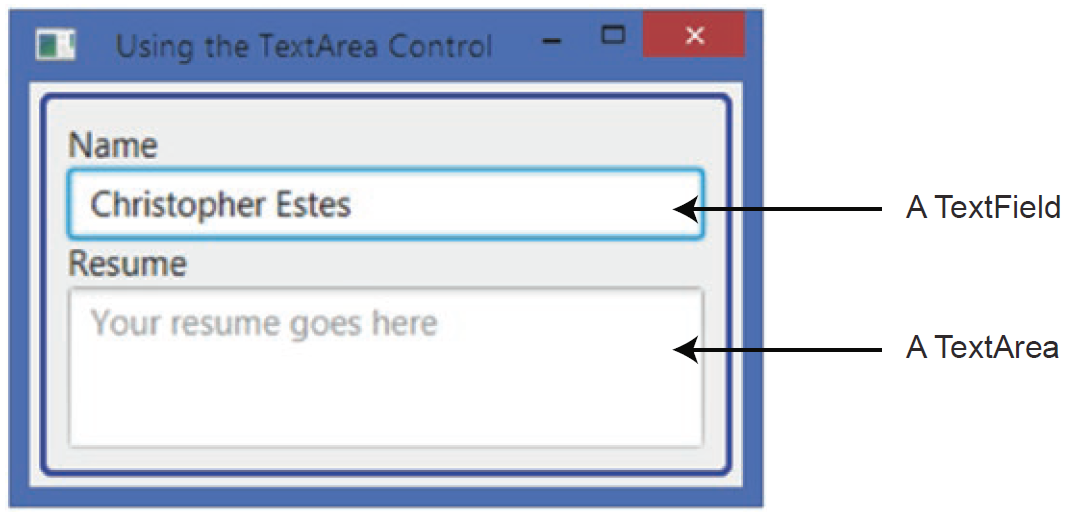 Using the TextArea Control
Name
Christopher Estes
A TextField
Resume
Your resume goes here
A TextArea